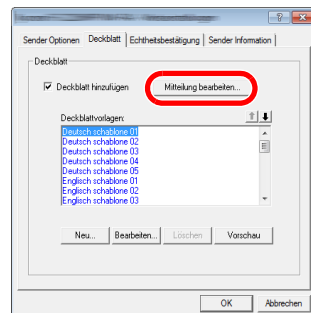 Sender Optionen Deckblatt Echtheitsbestätigung Sender Information
Deckblatt
Deckblatt hinzufügen Mitteilung bearbeiten...
Deckblattvorlagen:
Deutsch schablone 01
Deutsch schablone 02
Deutsch schablone 03
Deutsch schablone 04
Deutsch schablone 05
Englisch schablone 01
Englisch schablone 02
Englisch schablone 03
Neu... Bearbeiten... Löschen Vorschau
OK Abbrechen